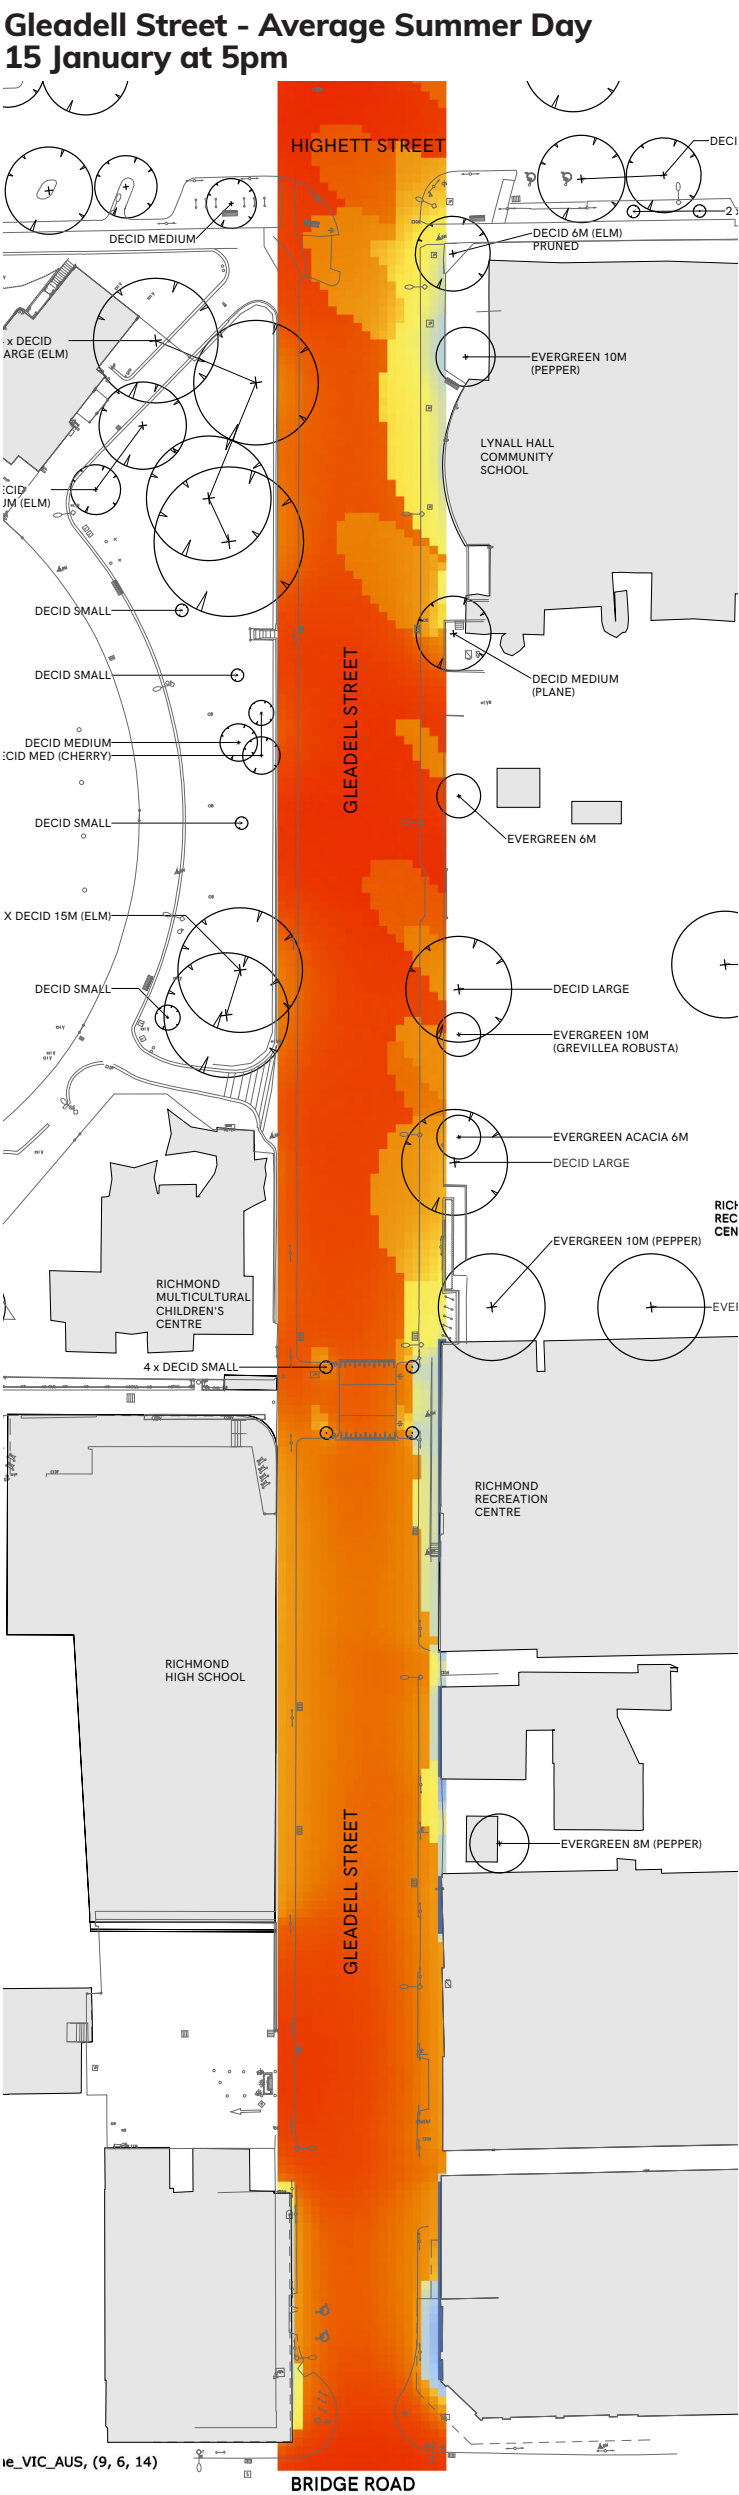 Gleadell Street - Average Summer Day
15 January at 5pm
HIGHETT STREET
DECID MEDIUM
DECID 6M (ELM)
PRUNED
x DECID
ARGE (ELM)
EVERGREEN 10M
(PEPPER)
LYNALL HALL
COMMUNITY
SCHOOL
DECID SMALL
GLEADELL STREET
DECID SMALL
DECID MEDIUM
(PLANE)
DECID MEDIUM
ECID MED (CHERRY)
DECID SMALL
EVERGREEN 6M
X DECID 15M (ELM)
DECID SMALL
DECID LARGE
EVERGREEN 10M
(GREVILLEA ROBUSTA)
EVERGREEN ACACIA 6M
DECID LARGE
EVERGREEN 10M (PEPPER)
RICHMOND
MULTICULTURAL
CHILDREN'S
CENTRE
4 x DECID SMALL
RICHMOND
RECREATION
CENTRE
RICHMOND
HIGH SCHOOL
GLEADELL STREET
EVERGREEN 8M (PEPPER)
e_VIC_AUS, (9, 6, 14)
BRIDGE ROAD